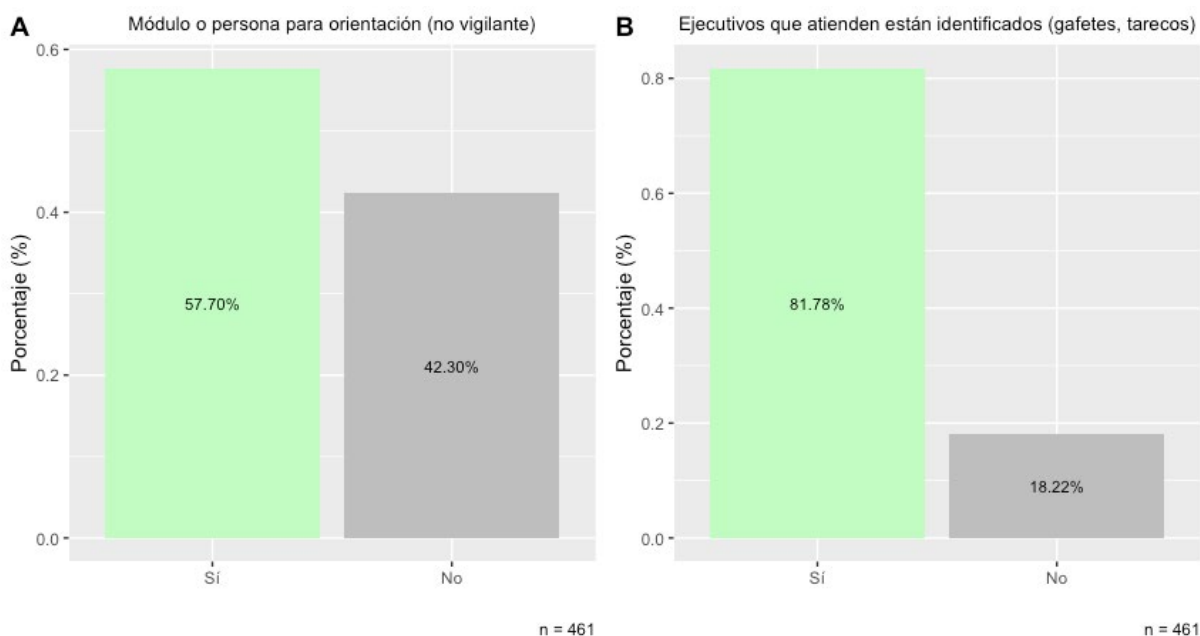 A
Módulo o persona para orientación (no vigilante)
0.6
0.4
0.2
0.0
Porcentaje (%)
57.70%
42.30%
Sí
No
n = 461
B
Ejecutivos que atienden están identificados (gafetes, tarecos)
0.8
0.6
0.4
0.2
0.0
Porcentaje (%)
81.78%
18.22%
Sí
No
n = 461